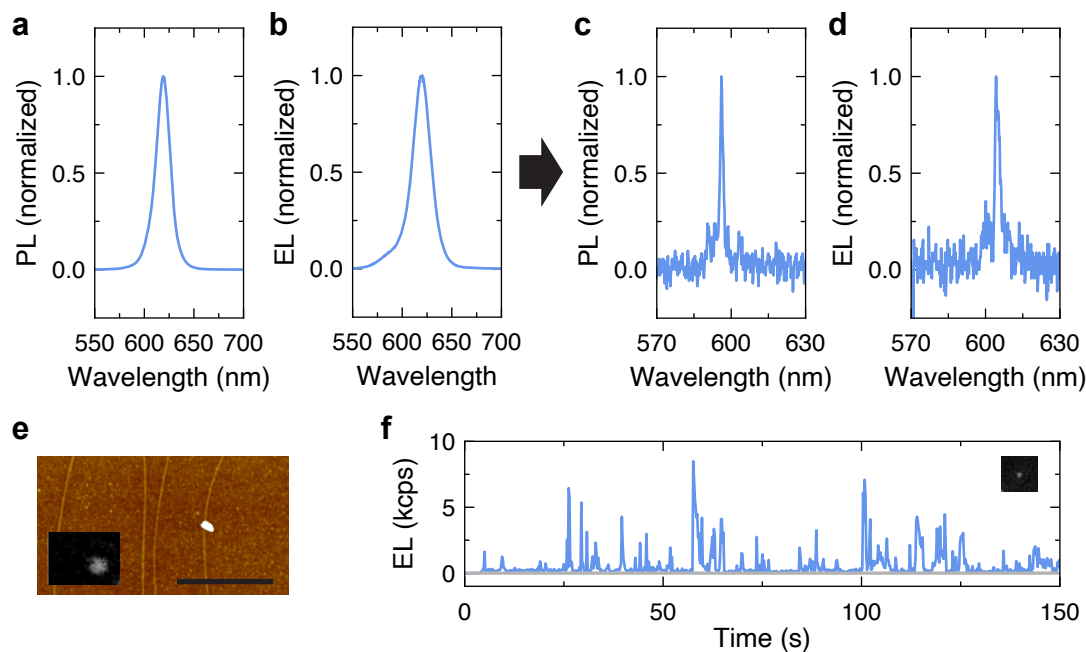 a
b
c
d
PL (normalized)
1.0
0.5
0.0
550 600 650 700
Wavelength (nm)
EL (normalized)
1.0
0.5
0.0
550 600 650 700
Wavelength
PL (normalized)
1.0
0.5
0.0
570 600 630
Wavelength (nm)
EL (normalized)
1.0
0.5
0.0
570 600 630
Wavelength (nm)
e
f
EL (kcps)
10
5
0
0 50 100 150
Time (s)